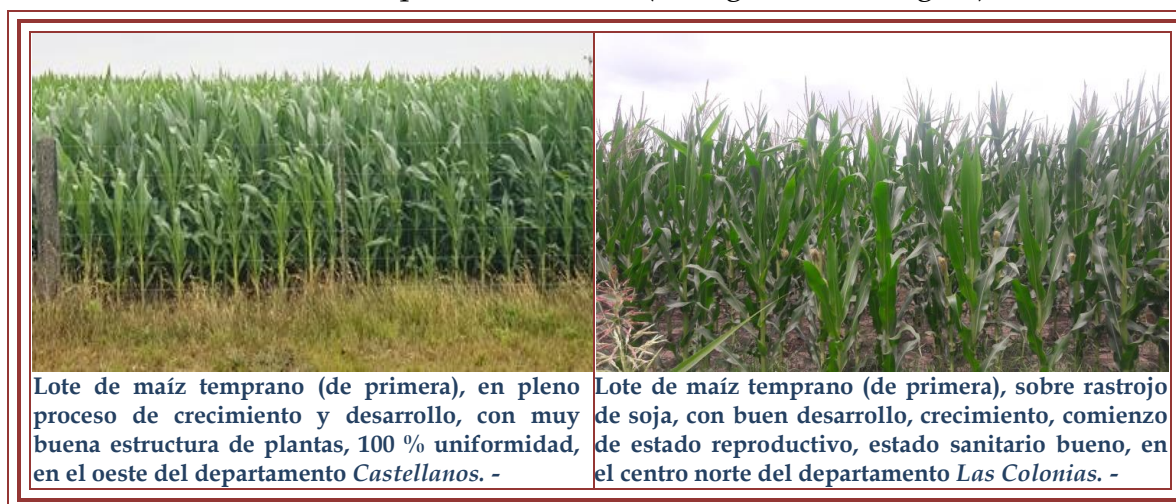 Lote de maíz temprano (de primera), en pleno
proceso de crecimiento y desarrollo, con muy
buena estructura de plantas, 100 % uniformidad,
en el oeste del departamento Castellanos. -
Lote de maíz temprano (de primera), sobre rastrojo
de soja, con buen desarrollo, crecimiento, comienzo
de estado reproductivo, estado sanitario bueno, en
el centro norte del departamento Las Colonias. -